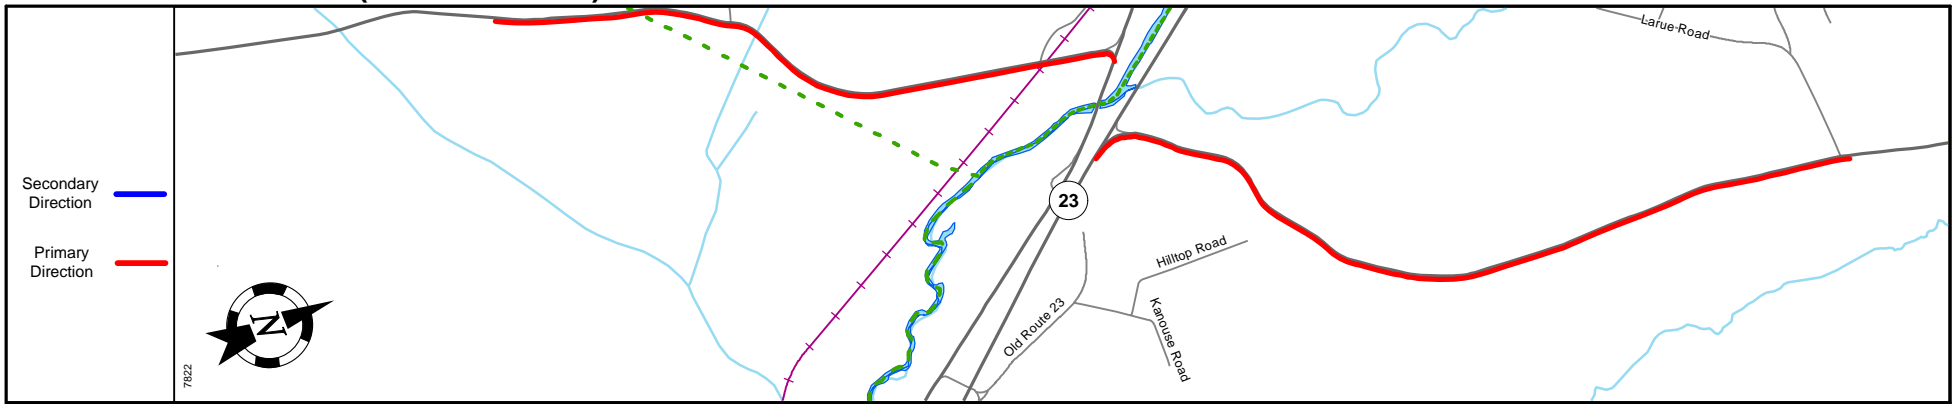 Secondary
Direction
Primary
Direction
N
7822
23
Larue Road
Hilltop Road
Old Route 23
Kanouse Road